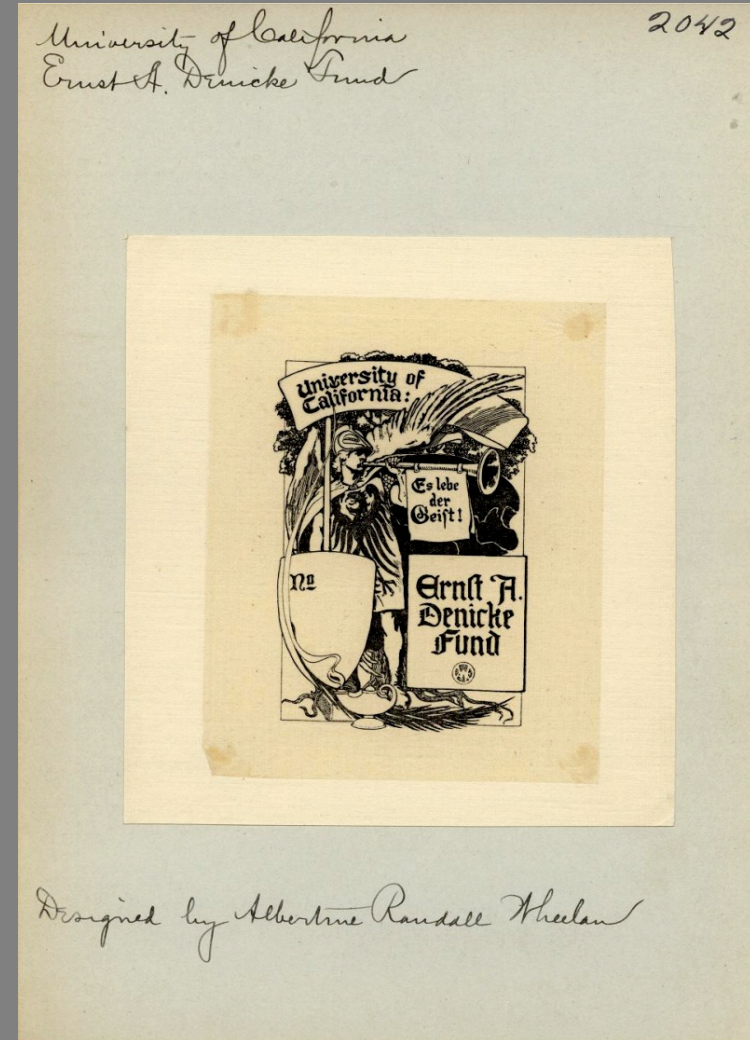 University of California
2042
Ernst A. Denicke Fund
University of
California:
Es lebe
der
Geist!
No
Ernst A.
Denicke
Fund
Designed by Albertine Randall Wheelan